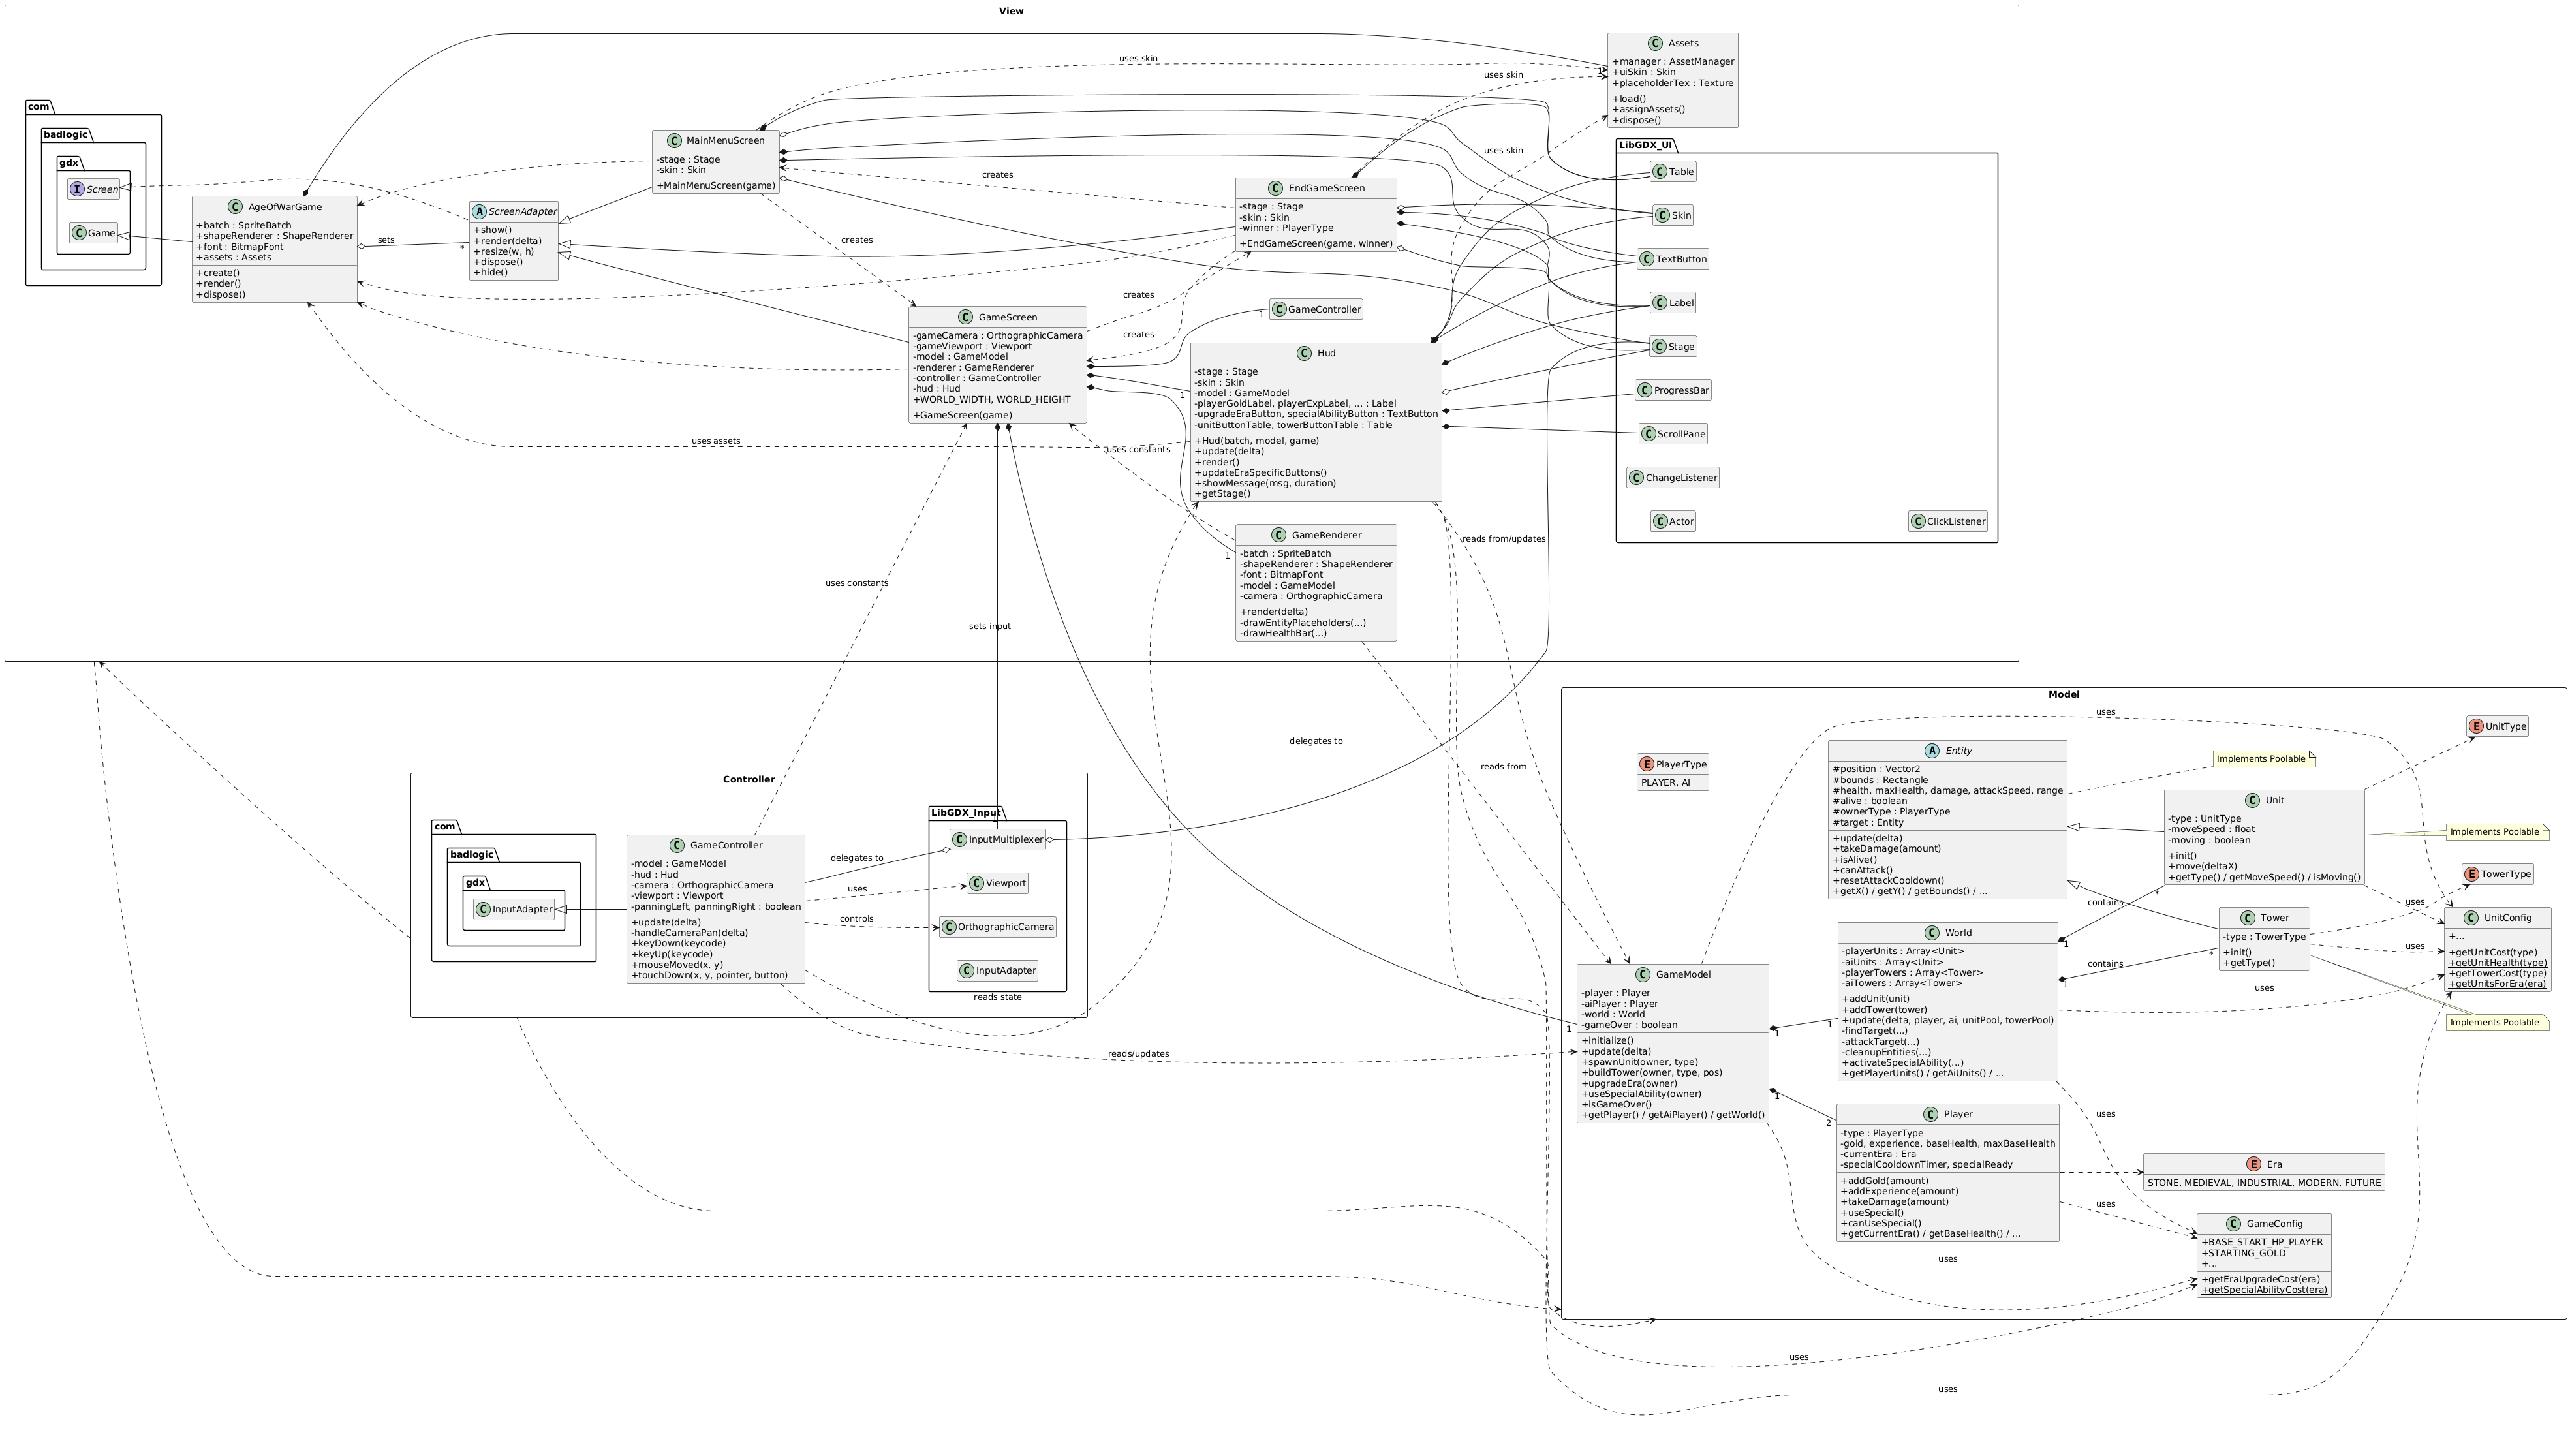 View
com
badlogic
gdx
I Screen
C Game
C AgeOfWarGame
+batch : SpriteBatch
+shapeRenderer : ShapeRenderer
+font : BitmapFont
+assets : Assets
+create()
+render()
+dispose()
sets
*
A ScreenAdapter
+show()
+render(delta)
+resize(w, h)
+dispose()
+hide()
C MainMenuScreen
-stage : Stage
-skin : Skin
+MainMenuScreen(game)
uses skin
uses skin
uses skin
creates
creates
creates
creates
C EndGameScreen
-stage : Stage
-skin : Skin
-winner : PlayerType
+EndGameScreen(game, winner)
1
C Assets
+manager : AssetManager
+uiSkin : Skin
+placeholderTex : Texture
+load()
+assignAssets()
+dispose()
LibGDX_UI
C Table
C Skin
C TextButton
C Label
C Stage
C ProgressBar
C ScrollPane
C ChangeListener
C Actor
C ClickListener
C GameScreen
-gameCamera : OrthographicCamera
-gameViewport : Viewport
-model : GameModel
-renderer : GameRenderer
-controller : GameController
-hud : Hud
+WORLD_WIDTH, WORLD_HEIGHT
+GameScreen(game)
1
C GameController
1
C Hud
-stage : Stage
-skin : Skin
-model : GameModel
-playerGoldLabel, playerExpLabel, ... : Label
-upgradeEraButton, specialAbilityButton : TextButton
-unitButtonTable, towerButtonTable : Table
+Hud(batch, model, game)
+update(delta)
+render()
+updateEraSpecificButtons()
+showMessage(msg, duration)
+getStage()
uses assets
uses constants
1
C GameRenderer
-batch : SpriteBatch
-shapeRenderer : ShapeRenderer
-font : BitmapFont
-model : GameModel
-camera : OrthographicCamera
+render(delta)
-drawEntityPlaceholders(...)
-drawHealthBar(...)
reads from/updates
uses constants
sets input
delegates to
reads from
Controller
com
badlogic
gdx
C InputAdapter
C GameController
-model : GameModel
-hud : Hud
-camera : OrthographicCamera
-viewport : Viewport
-panningLeft, panningRight : boolean
+update(delta)
-handleCameraPan(delta)
+keyDown(keycode)
+keyUp(keycode)
+mouseMoved(x, y)
+touchDown(x, y, pointer, button)
delegates to
uses
controls
LibGDX_Input
1
C InputMultiplexer
C Viewport
C OrthographicCamera
C InputAdapter
reads state
reads/updates
Model
E PlayerType
PLAYER, AI
uses
A Entity
#position : Vector2
#bounds : Rectangle
#health, maxHealth, damage, attackSpeed, range
#alive : boolean
#ownerType : PlayerType
#target : Entity
+update(delta)
+takeDamage(amount)
+isAlive()
+canAttack()
+resetAttackCooldown()
+getX() / getY() / getBounds() / ...
Implements Poolable
E UnitType
C Unit
-type : UnitType
-moveSpeed : float
-moving : boolean
+init()
+move(deltaX)
+getType() / getMoveSpeed() / isMoving()
Implements Poolable
E TowerType
contains
*
1
uses
C Tower
-type : TowerType
+init()
+getType()
uses
C UnitConfig
+...
+getUnitCost(type)
+getUnitHealth(type)
+getTowerCost(type)
+getUnitsForEra(era)
Implements Poolable
C World
-playerUnits : Array<Unit>
-aiUnits : Array<Unit>
-playerTowers : Array<Tower>
-aiTowers : Array<Tower>
+addUnit(unit)
+addTower(tower)
+update(delta, player, ai, unitPool, towerPool)
-findTarget(...)
-attackTarget(...)
-cleanupEntities(...)
+activateSpecialAbility(...)
+getPlayerUnits() / getAiUnits() / ...
contains
*
1
uses
1
C GameModel
-player : Player
-aiPlayer : Player
-world : World
-gameOver : boolean
+initialize()
+update(delta)
+spawnUnit(owner, type)
+buildTower(owner, type, pos)
+upgradeEra(owner)
+useSpecialAbility(owner)
+isGameOver()
+getPlayer() / getAiPlayer() / getWorld()
1
1
1
2
C Player
-type : PlayerType
-gold, experience, baseHealth, maxBaseHealth
-currentEra : Era
-specialCooldownTimer, specialReady
+addGold(amount)
+addExperience(amount)
+takeDamage(amount)
+useSpecial()
+canUseSpecial()
+getCurrentEra() / getBaseHealth() / ...
uses
uses
E Era
STONE, MEDIEVAL, INDUSTRIAL, MODERN, FUTURE
C GameConfig
+BASE_START_HP_PLAYER
+STARTING_GOLD
+...
+getEraUpgradeCost(era)
+getSpecialAbilityCost(era)
uses
uses
uses